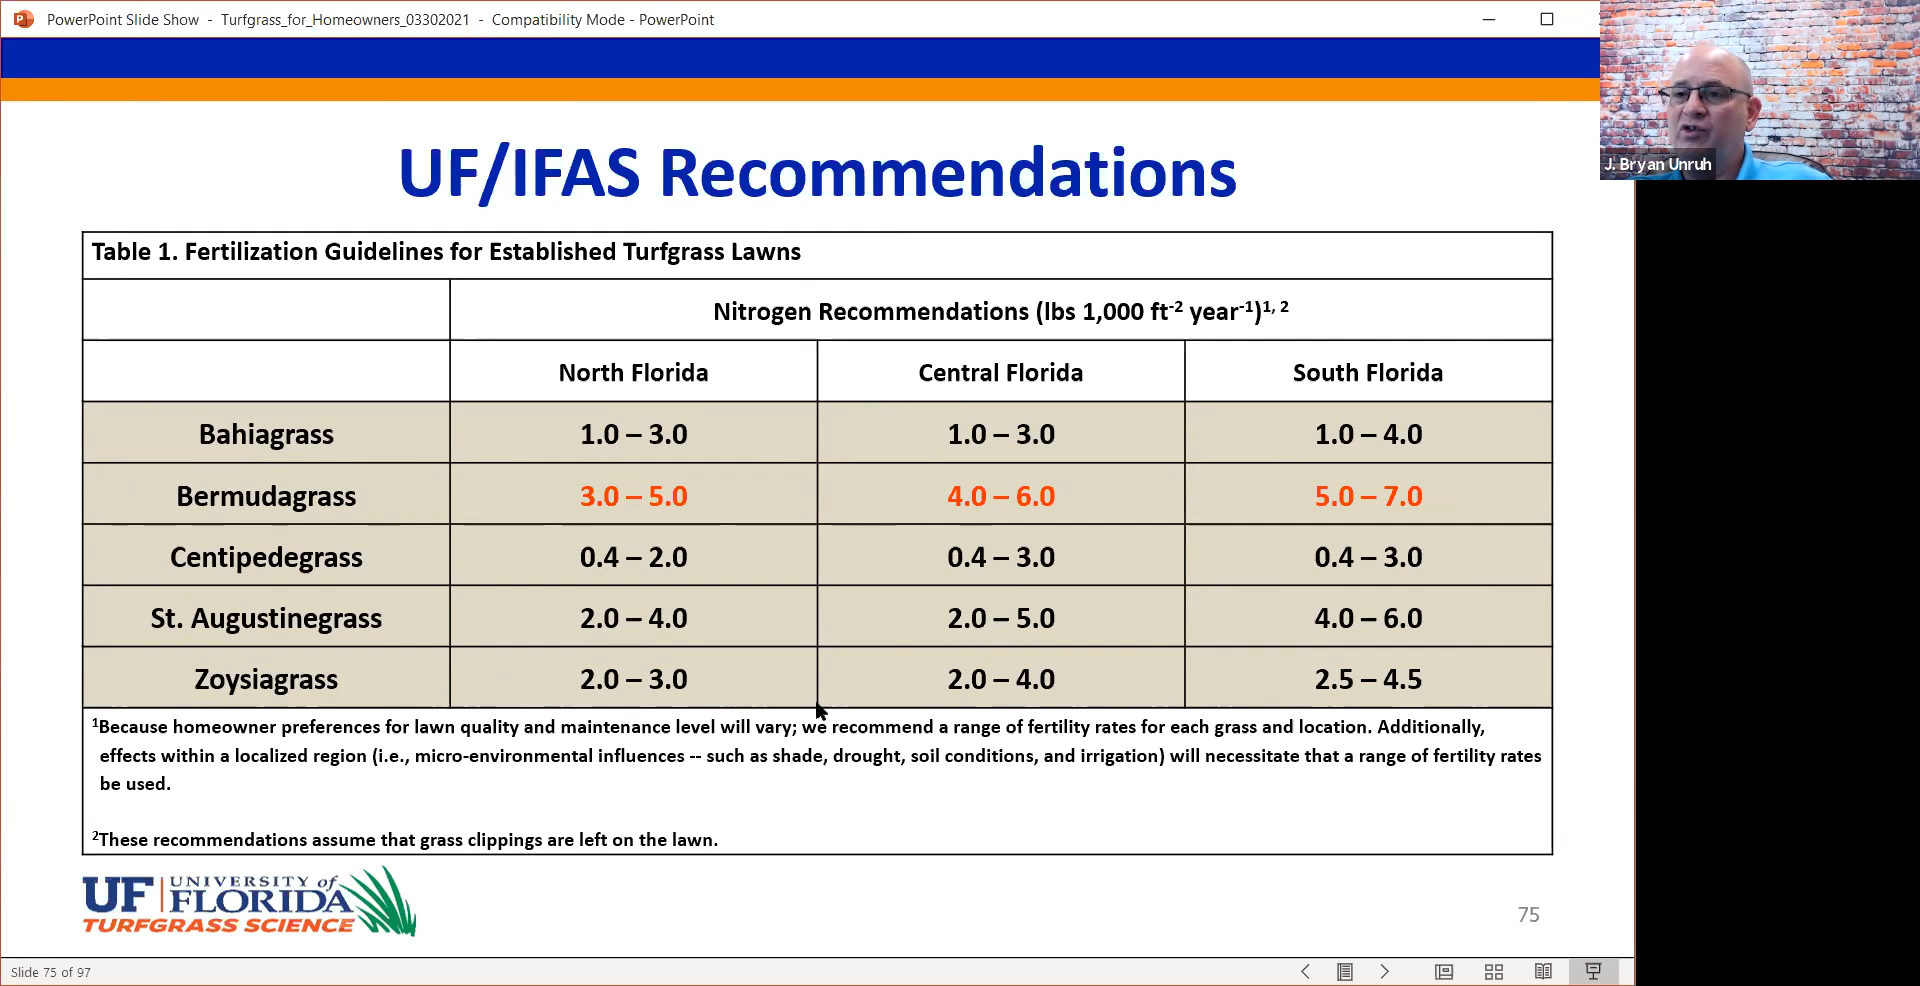 PowerPoint Slide Show - Turfgrass_for_Homeowners_03302021 - Compatibility Mode - PowerPoint
J. Bryan Unruh
UF/IFAS Recommendations
Table 1. Fertilization Guidelines for Established Turfgrass Lawns
Nitrogen Recommendations (lbs 1,000 ft⁻² year⁻¹)¹, ²
North Florida Central Florida South Florida
Bahiagrass 1.0 – 3.0 1.0 – 3.0 1.0 – 4.0
Bermudagrass 3.0 – 5.0 4.0 – 6.0 5.0 – 7.0
Centipedegrass 0.4 – 2.0 0.4 – 3.0 0.4 – 3.0
St. Augustinegrass 2.0 – 4.0 2.0 – 5.0 4.0 – 6.0
Zoysiagrass 2.0 – 3.0 2.0 – 4.0 2.5 – 4.5
¹Because homeowner preferences for lawn quality and maintenance level will vary; we recommend a range of fertility rates for each grass and location. Additionally,
effects within a localized region (i.e., micro-environmental influences -- such as shade, drought, soil conditions, and irrigation) will necessitate that a range of fertility rates
be used.
²These recommendations assume that grass clippings are left on the lawn.
UF UNIVERSITY of
FLORIDA
TURFGRASS SCIENCE
75
Slide 75 of 97